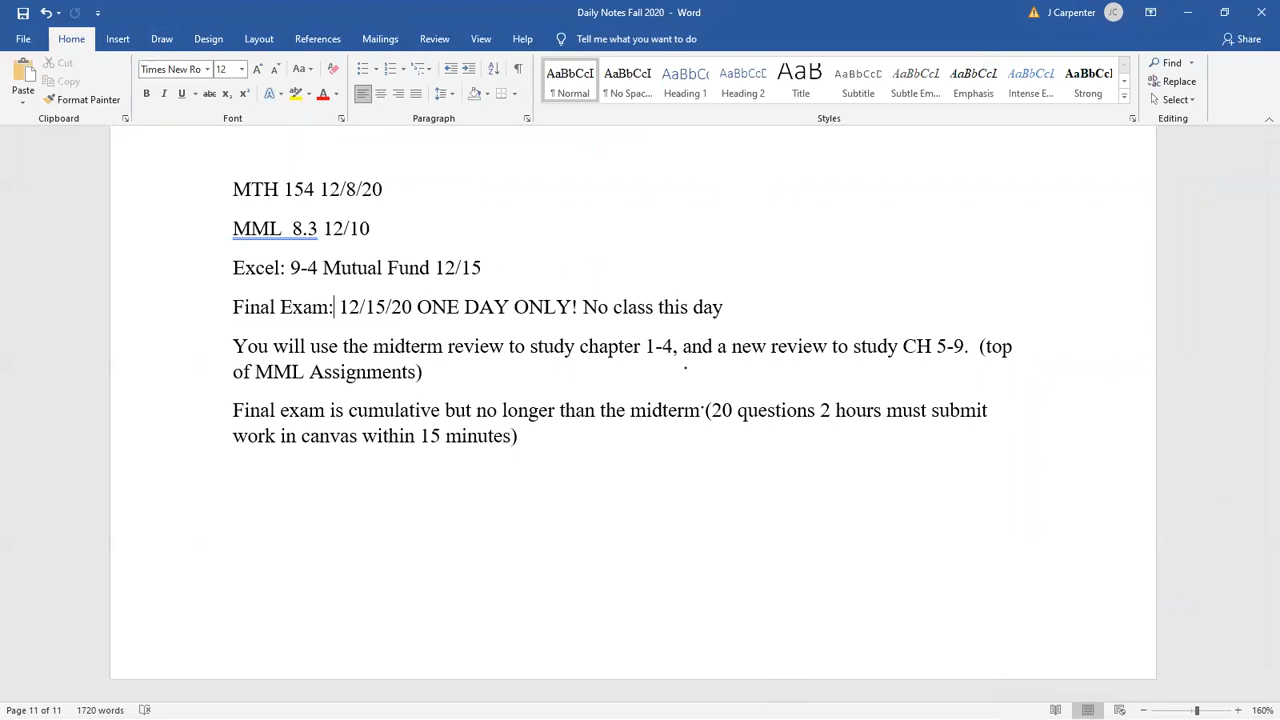 Daily Notes Fall 2020 - Word
J Carpenter JC
File Home Insert Draw Design Layout References Mailings Review View Help Tell me what you want to do Share
Paste Cut Copy Format Painter
Clipboard
Times New Ro 12 Aa
B I U abc x₂ x² A A
Font
Paragraph
AaBbCcI ¶ Normal
AaBbCcI ¶ No Spac...
AaBbCc Heading 1
AaBbCcI Heading 2
AaB Title
AaBbCcI Subtitle
AaBbCcI Subtle Em...
AaBbCcI Emphasis
AaBbCcI Intense E...
AaBbCcI Strong
Styles
Find
Replace
Select
Editing
MTH 154 12/8/20
MML  8.3 12/10
Excel: 9-4 Mutual Fund 12/15
Final Exam: 12/15/20 ONE DAY ONLY! No class this day
You will use the midterm review to study chapter 1-4, and a new review to study CH 5-9.  (top
of MML Assignments)
Final exam is cumulative but no longer than the midterm (20 questions 2 hours must submit
work in canvas within 15 minutes)
Page 11 of 11 1720 words 160%